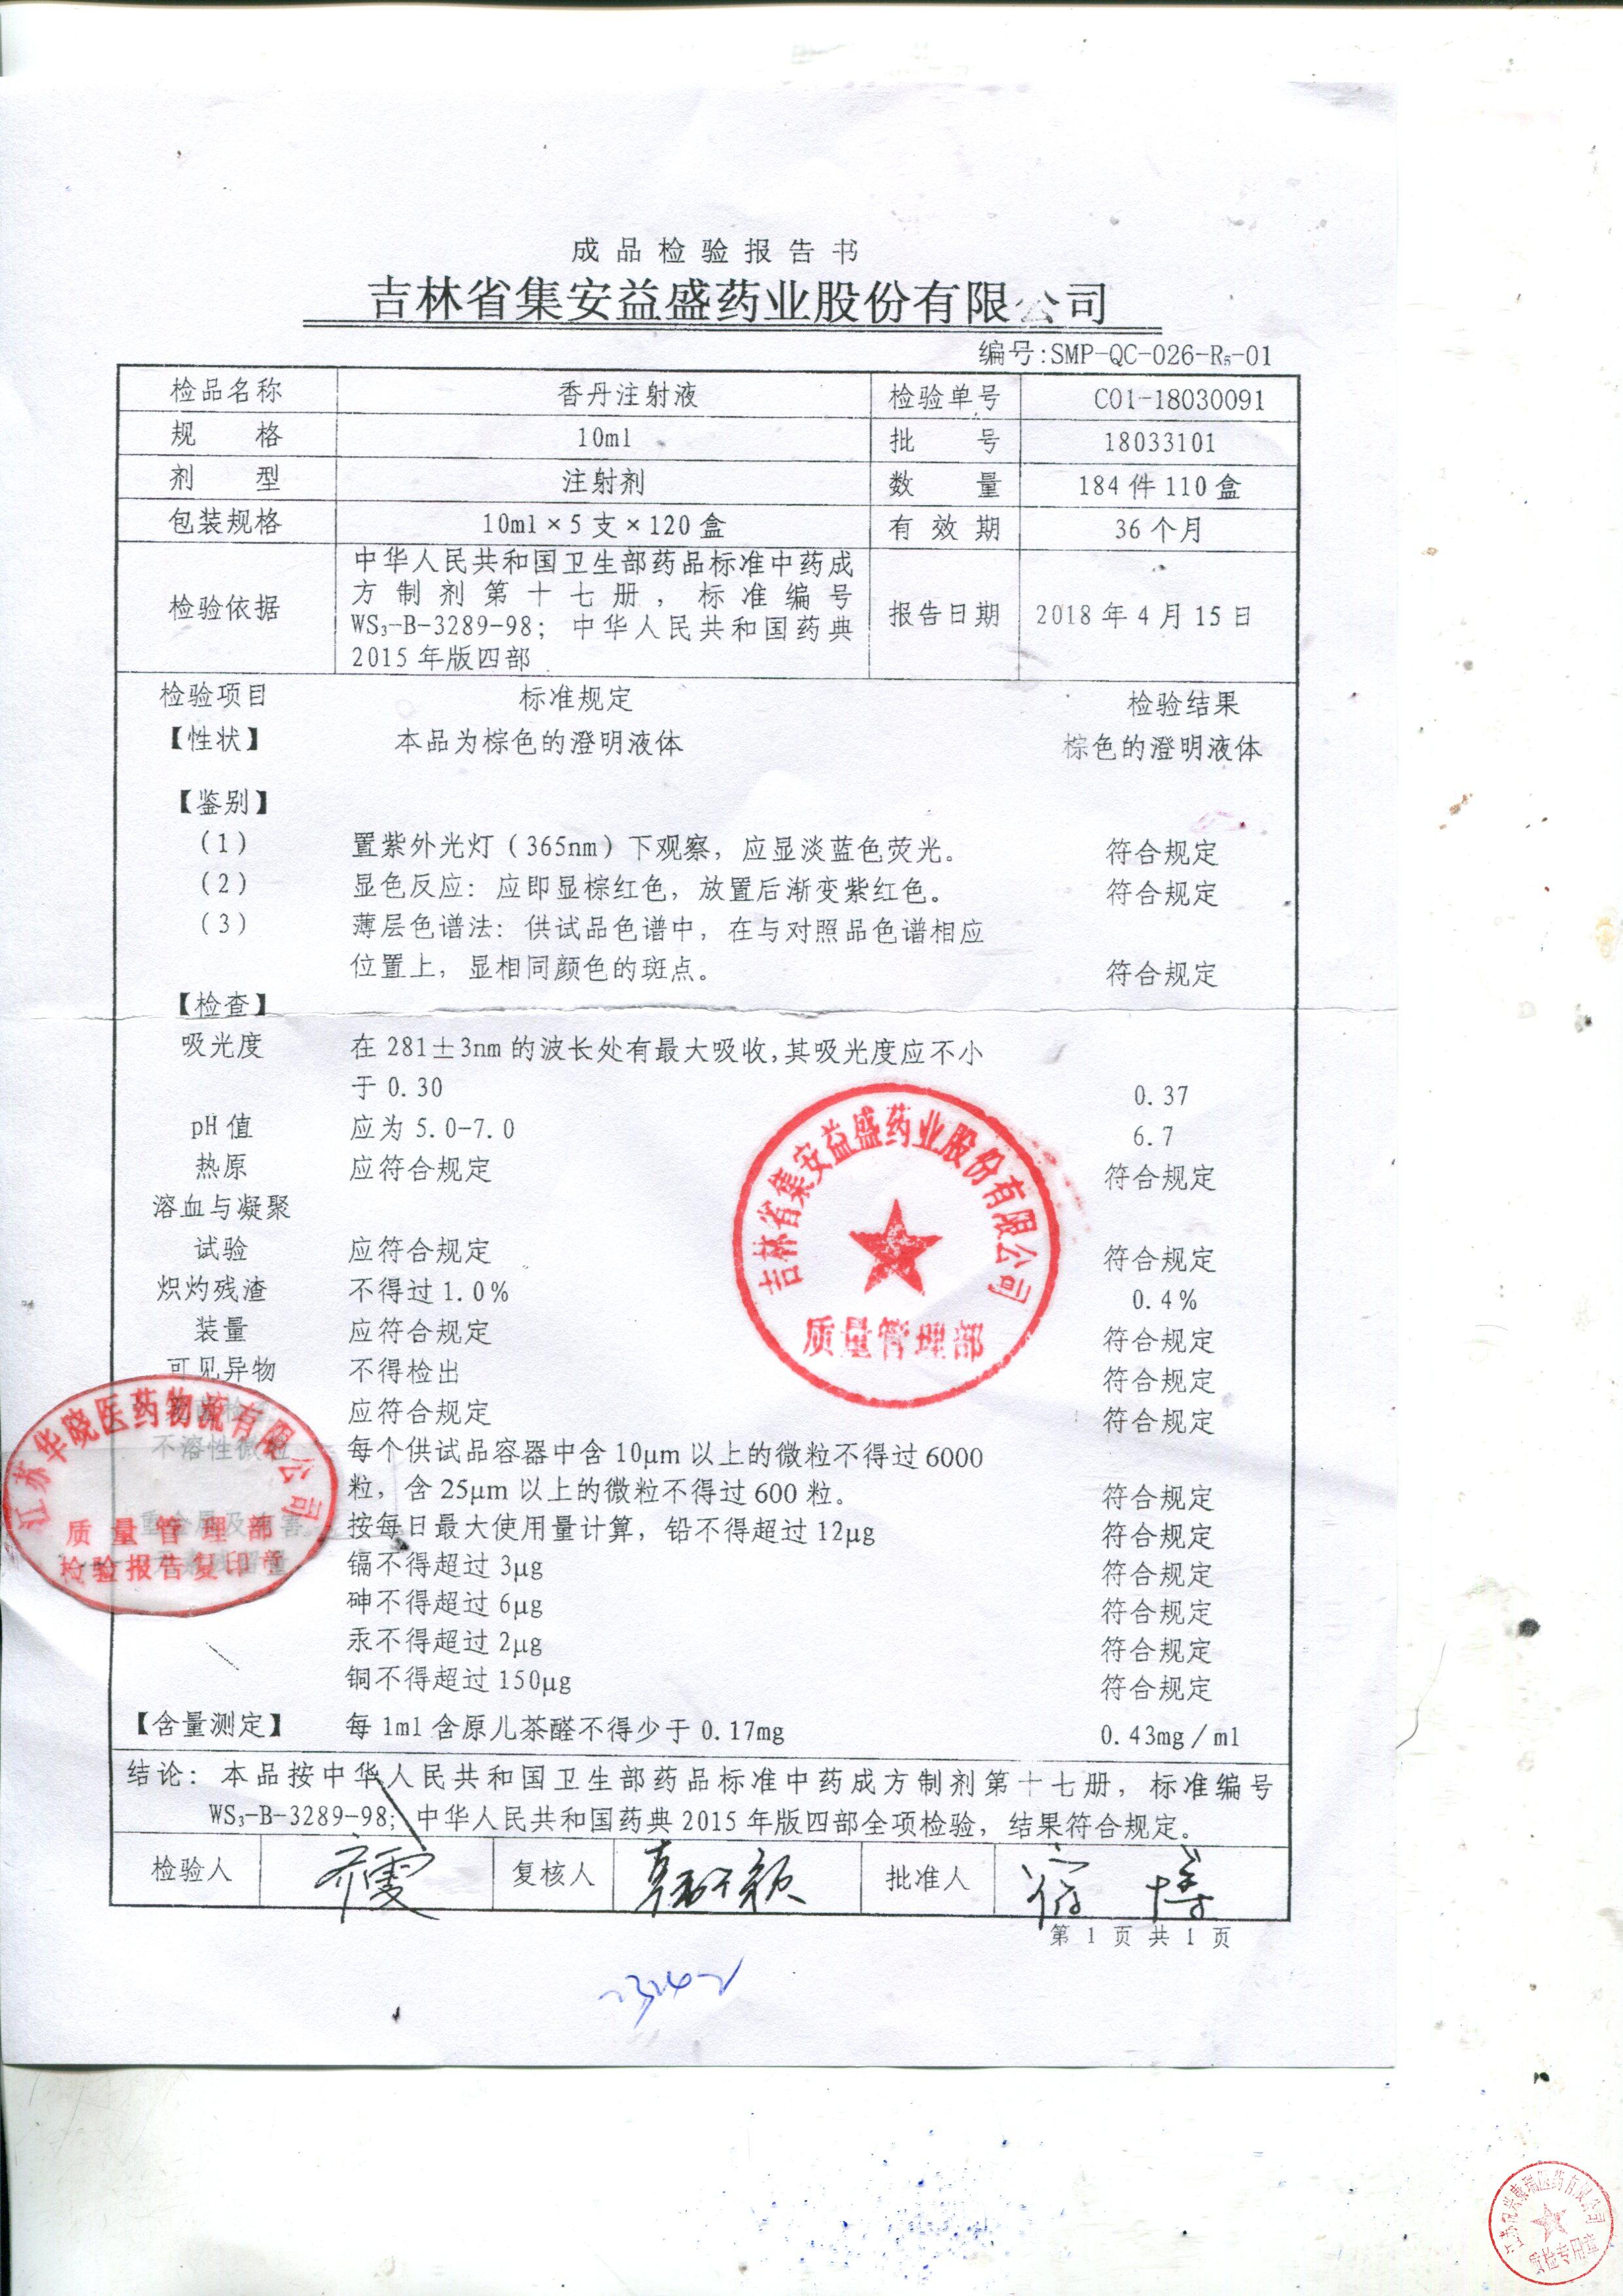 成品检验报告书
吉林省集安益盛药业股份有限公司
编号:SMP-QC-026-R₅-01
检品名称 香丹注射液 检验单号 C01-18030091
规 格 10ml 批 号 18033101
剂 型 注射剂 数 量 184件110盒
包装规格 10ml×5支×120盒 有 效 期 36个月
检验依据 中华人民共和国卫生部药品标准中药成
方制剂第十七册，标准编号
WS₃-B-3289-98；中华人民共和国药典
2015年版四部
报告日期 2018年4月15日
检验项目 标准规定 检验结果
【性状】 本品为棕色的澄明液体 棕色的澄明液体
【鉴别】
（1） 置紫外光灯（365nm）下观察，应显淡蓝色荧光。 符合规定
（2） 显色反应：应即显棕红色，放置后渐变紫红色。 符合规定
（3） 薄层色谱法：供试品色谱中，在与对照品色谱相应
位置上，显相同颜色的斑点。 符合规定
【检查】
吸光度 在281±3nm的波长处有最大吸收,其吸光度应不小
于0.30 0.37
pH值 应为5.0-7.0 6.7
热原 应符合规定 符合规定
溶血与凝聚
试验 应符合规定 符合规定
炽灼残渣 不得过1.0% 0.4%
装量 应符合规定 符合规定
可见异物 不得检出 符合规定
应符合规定 符合规定
不溶性微粒 每个供试品容器中含10μm以上的微粒不得过6000
粒，含25μm以上的微粒不得过600粒。 符合规定
重金属及有害 按每日最大使用量计算，铅不得超过12μg 符合规定
镉不得超过3μg 符合规定
砷不得超过6μg 符合规定
汞不得超过2μg 符合规定
铜不得超过150μg 符合规定
【含量测定】 每1ml含原儿茶醛不得少于0.17mg 0.43mg/ml
结论：本品按中华人民共和国卫生部药品标准中药成方制剂第十七册，标准编号
WS₃-B-3289-98；中华人民共和国药典2015年版四部全项检验，结果符合规定。
检验人 复核人 批准人
第1页共1页
吉林省集安益盛药业股份有限公司
质量管理部
江苏华晓医药物流有限公司
质量管理部
检验报告复印章
质检专用章